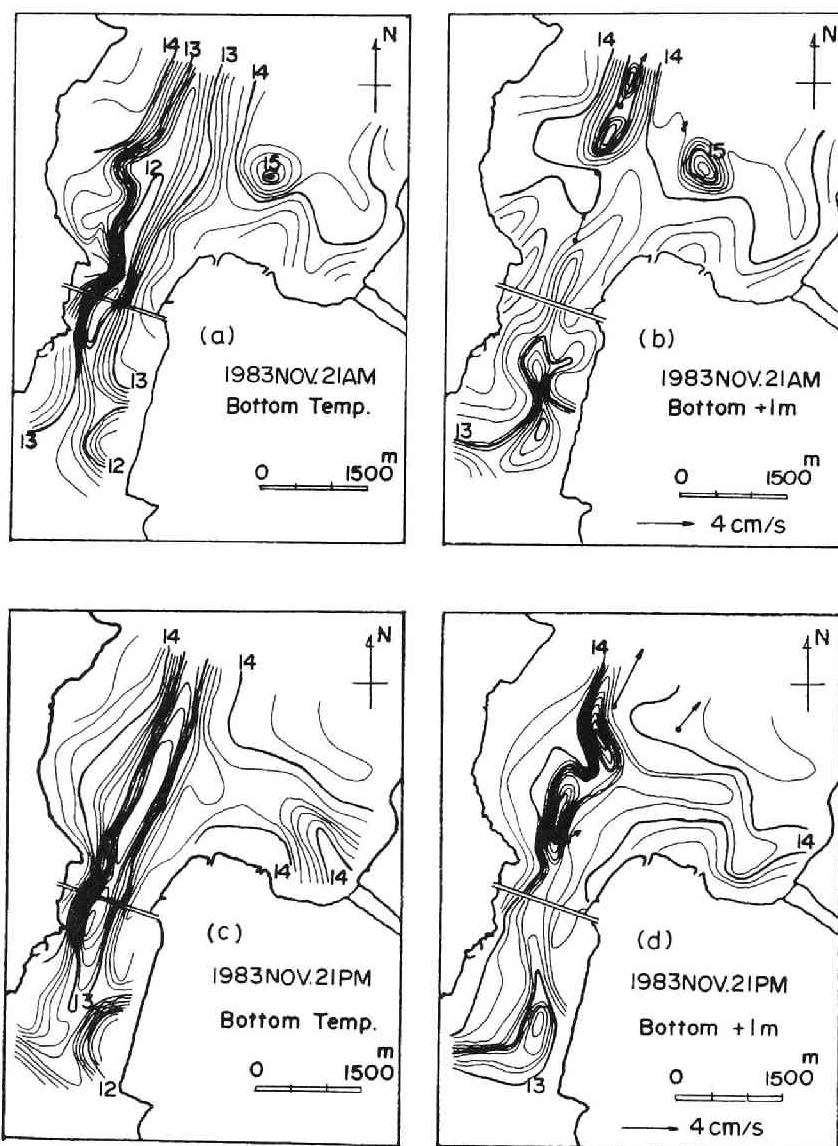 14 13 13 14
N
12
15
(a)
1983NOV.21AM
Bottom Temp.
13
13
12
m
0 1500
14 14
N
15
(b)
1983NOV.21AM
Bottom +1m
13
m
0 1500
4 cm/s
14 14
N
14 14
(c)
1983NOV.21PM
Bottom Temp.
13
12
m
0 1500
14
N
14
(d)
1983NOV.21PM
Bottom +1m
13
m
0 1500
4 cm/s